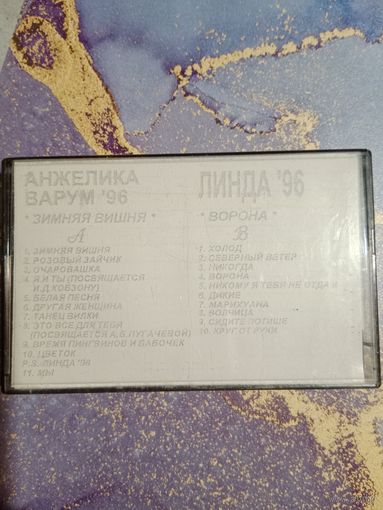 АНЖЕЛИКА
ВАРУМ '96
" ЗИМНЯЯ ВИШНЯ "
A
1. ЗИМНЯЯ ВИШНЯ
2. РОЗОВЫЙ ЗАЙЧИК
3. ОЧАРОВАШКА
4. Я И ТЫ (ПОСВЯЩАЕТСЯ
И.Д.КОБЗОНУ)
5. БЕЛАЯ ПЕСНЯ
6. ДРУГАЯ ЖЕНЩИНА
7. ТАНЕЦ ВИЛКИ
8. ЭТО ВСЕ ДЛЯ ТЕБЯ
(ПОСВЯЩАЕТСЯ А.Б.ПУГАЧЕВОЙ)
9. ВРЕМЯ ПИНГВИНОВ И БАБОЧЕК
10. ЦВЕТОК
P.S. ЛИНДА '96
11. МЫ
ЛИНДА '96
" ВОРОНА "
B
1. ХОЛОД
2. СЕВЕРНЫЙ ВЕТЕР
3. НИКОГДА
4. ВОРОНА
5. НИКОМУ Я ТЕБЯ НЕ ОТДАМ
6. ДИКИЕ
7. МАРИХУАНА
8. ВОЛЧИЦА
9. СИДИТЕ ПОТИШЕ
10. КРУГ ОТ РУКИ